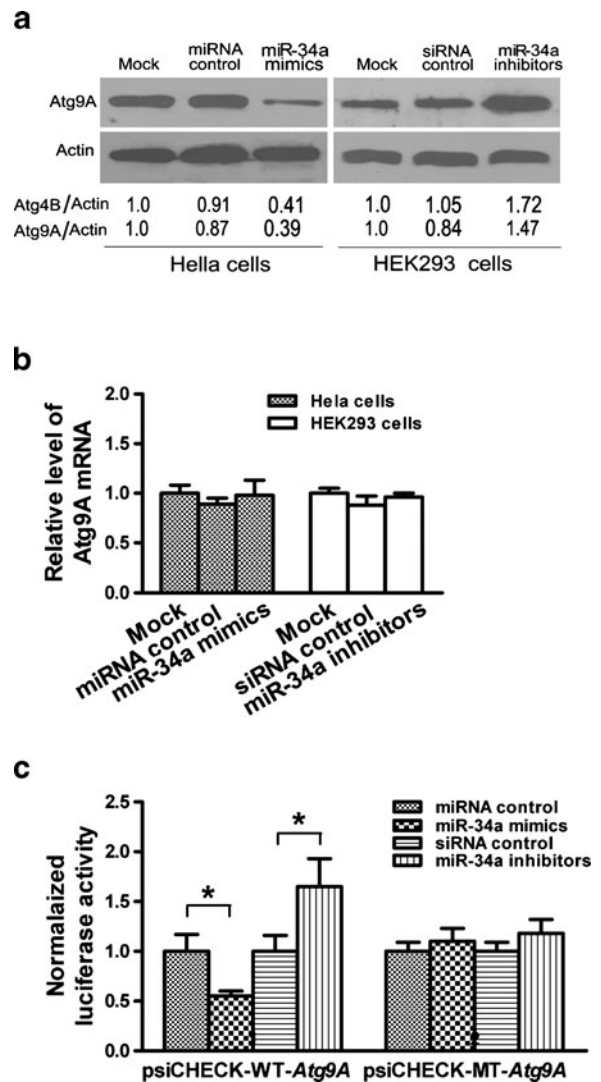 a
Mock miRNA control miR-34a mimics Mock siRNA control miR-34a inhibitors
Atg9A
Actin
Atg4B/Actin 1.0 0.91 0.41 1.0 1.05 1.72
Atg9A/Actin 1.0 0.87 0.39 1.0 0.84 1.47
Hella cells HEK293 cells
b
Relative level of
Atg9A mRNA
2.0
1.5
1.0
0.5
0.0
Hela cells
HEK293 cells
Mock
miRNA control
miR-34a mimics
Mock
siRNA control
miR-34a inhibitors
c
Normalaized
luciferase activity
2.5
2.0
1.5
1.0
0.5
0.0
miRNA control
miR-34a mimics
siRNA control
miR-34a inhibitors
*
*
psiCHECK-WT-Atg9A psiCHECK-MT-Atg9A